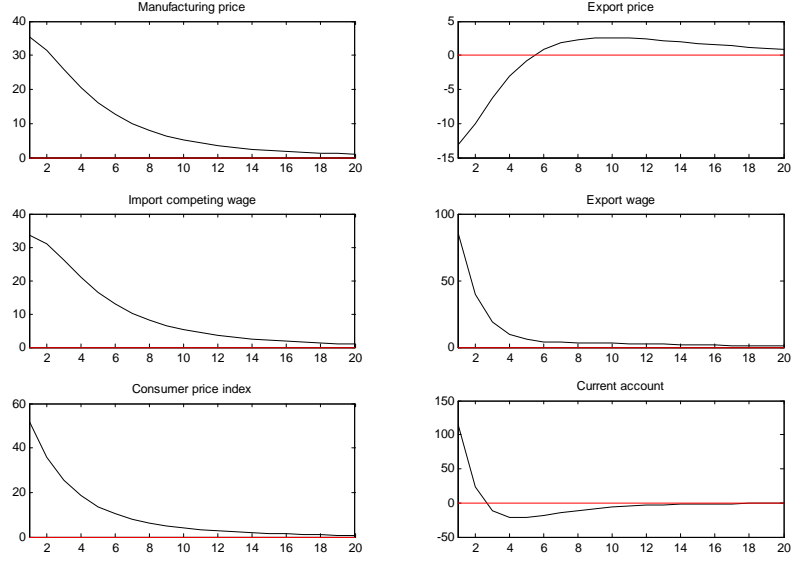 Manufacturing price
40
30
20
10
0
2 4 6 8 10 12 14 16 18 20
Export price
5
0
-5
-10
-15
2 4 6 8 10 12 14 16 18 20
Import competing wage
40
30
20
10
0
2 4 6 8 10 12 14 16 18 20
Export wage
100
50
0
2 4 6 8 10 12 14 16 18 20
Consumer price index
60
40
20
0
2 4 6 8 10 12 14 16 18 20
Current account
150
100
50
0
-50
2 4 6 8 10 12 14 16 18 20